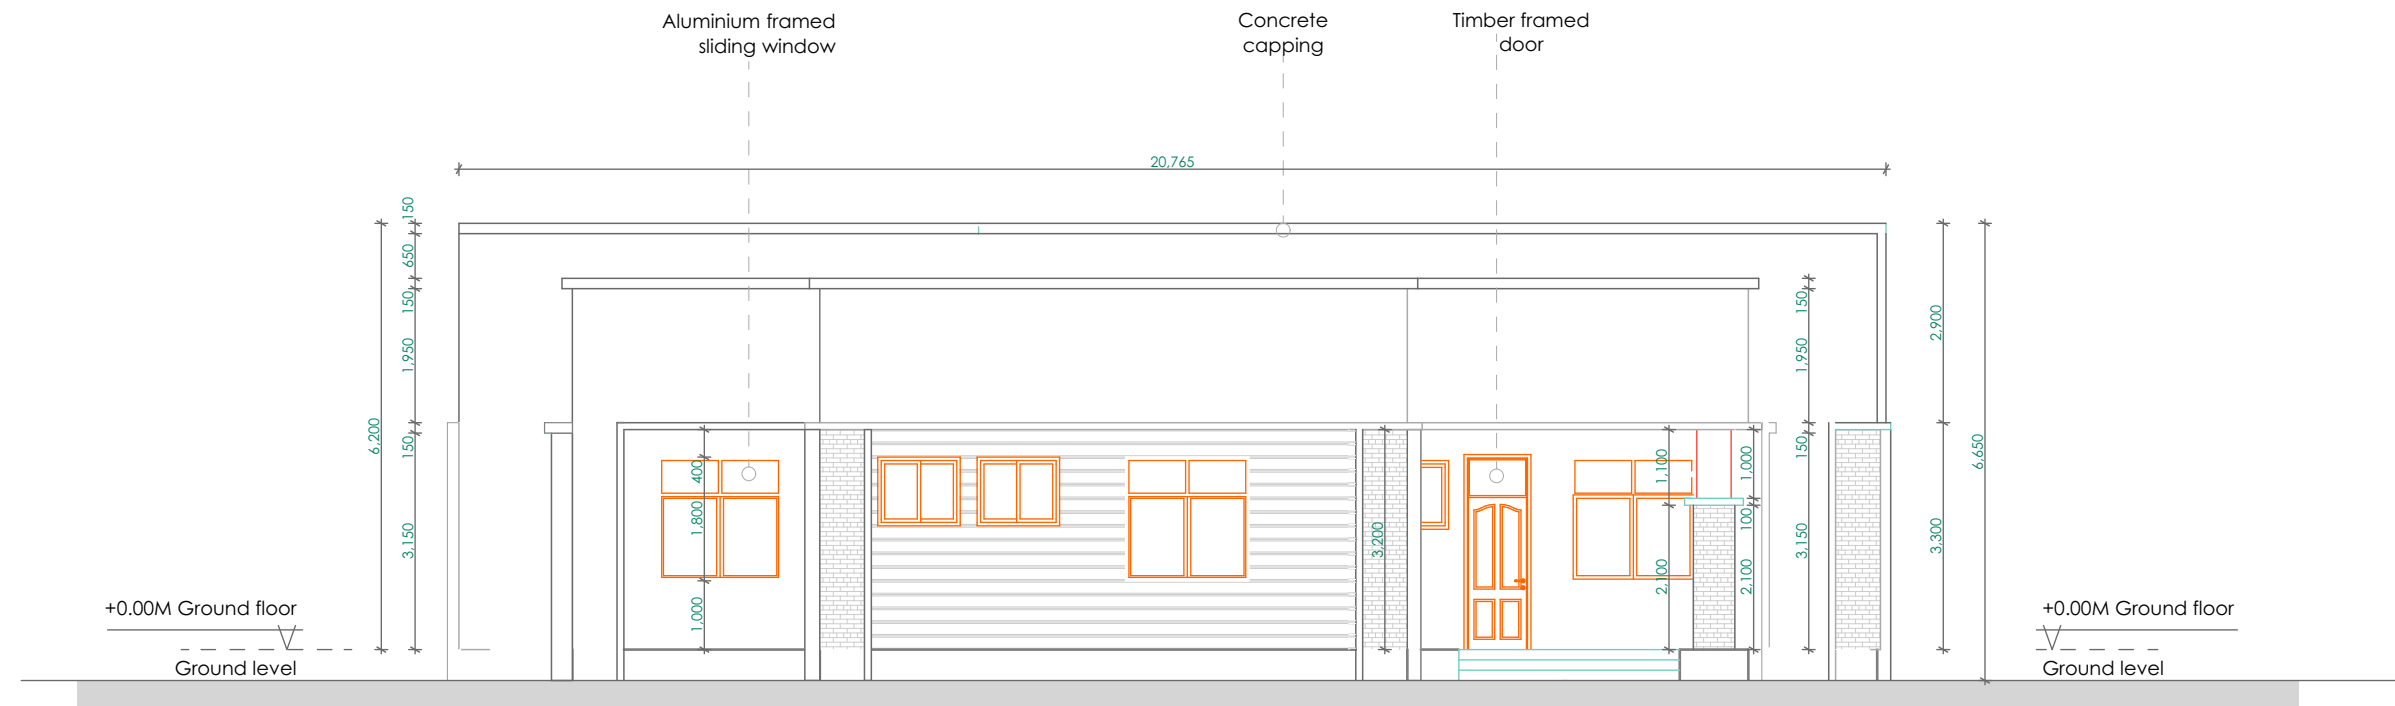 Aluminium framed
sliding window
Concrete
capping
Timber framed
door
20,765
150
650
150
1,950
150
3,150
6,200
400
1,800
1,000
3,200
1,100
2,100
1,000
100
2,100
150
1,950
150
3,150
2,900
3,300
6,650
+0.00M Ground floor
Ground level
+0.00M Ground floor
Ground level